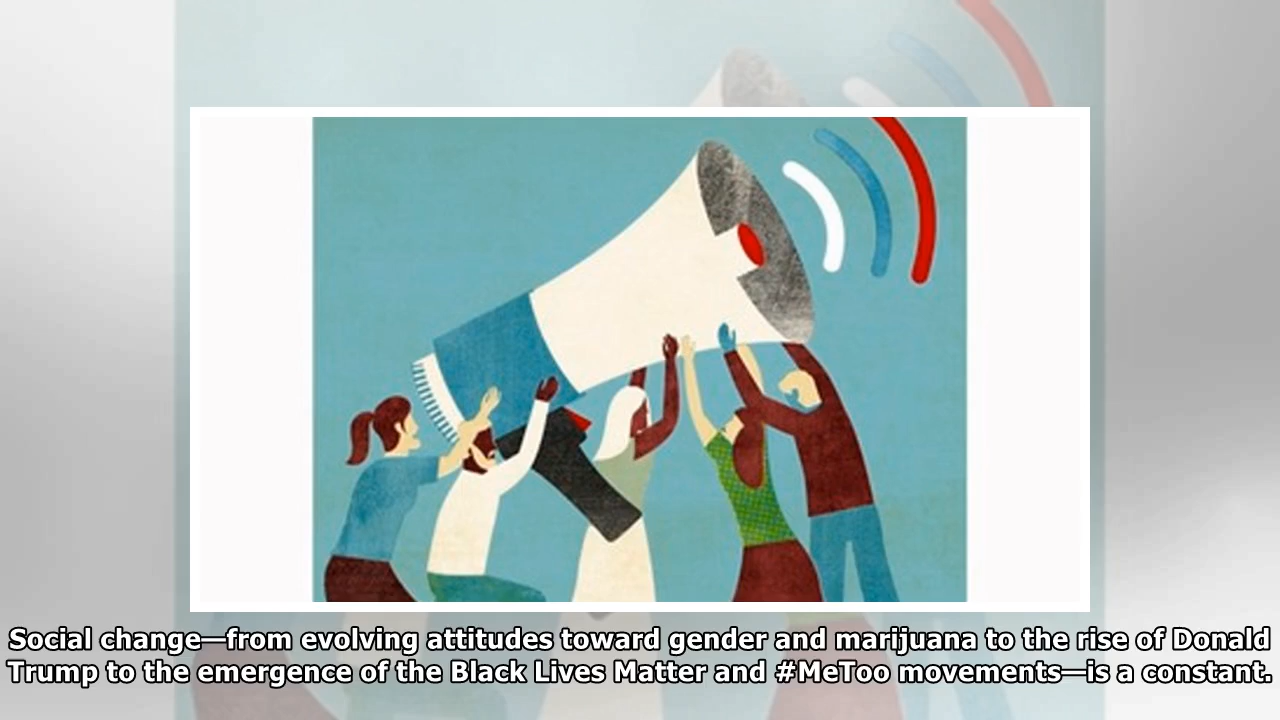 Social change—from evolving attitudes toward gender and marijuana to the rise of Donald
Trump to the emergence of the Black Lives Matter and #MeToo movements—is a constant.